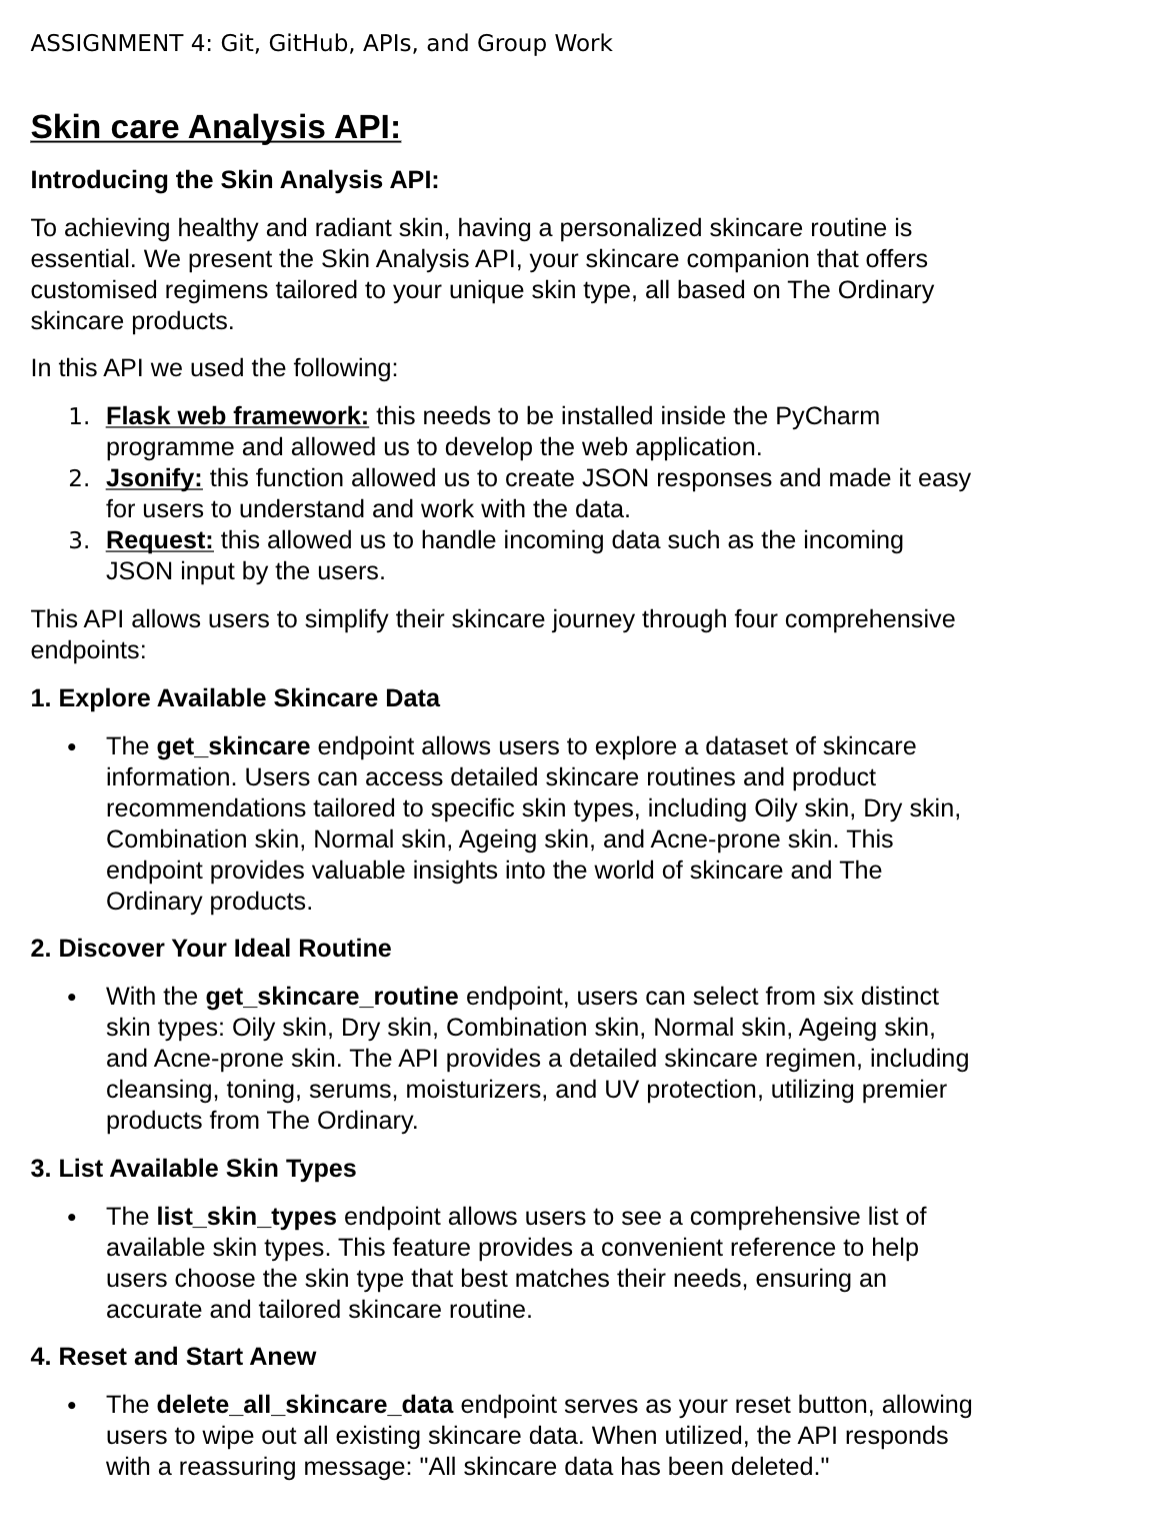 ASSIGNMENT 4: Git, GitHub, APIs, and Group Work
Skin care Analysis API:
Introducing the Skin Analysis API:
To achieving healthy and radiant skin, having a personalized skincare routine is
essential. We present the Skin Analysis API, your skincare companion that offers
customised regimens tailored to your unique skin type, all based on The Ordinary
skincare products.
In this API we used the following:
1. Flask web framework: this needs to be installed inside the PyCharm
programme and allowed us to develop the web application.
2. Jsonify: this function allowed us to create JSON responses and made it easy
for users to understand and work with the data.
3. Request: this allowed us to handle incoming data such as the incoming
JSON input by the users.
This API allows users to simplify their skincare journey through four comprehensive
endpoints:
1. Explore Available Skincare Data
• The get_skincare endpoint allows users to explore a dataset of skincare
information. Users can access detailed skincare routines and product
recommendations tailored to specific skin types, including Oily skin, Dry skin,
Combination skin, Normal skin, Ageing skin, and Acne-prone skin. This
endpoint provides valuable insights into the world of skincare and The
Ordinary products.
2. Discover Your Ideal Routine
• With the get_skincare_routine endpoint, users can select from six distinct
skin types: Oily skin, Dry skin, Combination skin, Normal skin, Ageing skin,
and Acne-prone skin. The API provides a detailed skincare regimen, including
cleansing, toning, serums, moisturizers, and UV protection, utilizing premier
products from The Ordinary.
3. List Available Skin Types
• The list_skin_types endpoint allows users to see a comprehensive list of
available skin types. This feature provides a convenient reference to help
users choose the skin type that best matches their needs, ensuring an
accurate and tailored skincare routine.
4. Reset and Start Anew
• The delete_all_skincare_data endpoint serves as your reset button, allowing
users to wipe out all existing skincare data. When utilized, the API responds
with a reassuring message: "All skincare data has been deleted."